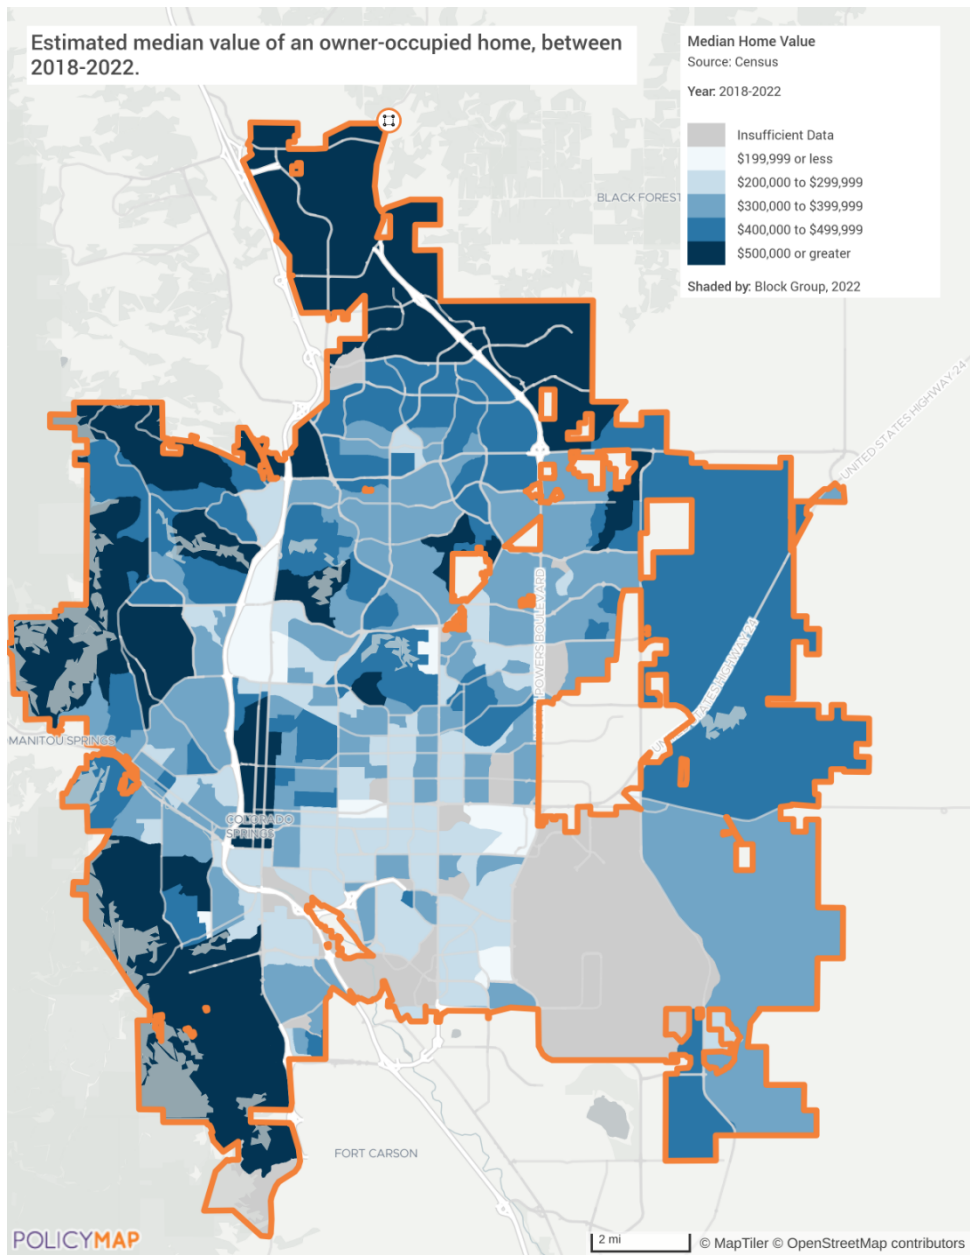 Estimated median value of an owner-occupied home, between
2018-2022.
Median Home Value
Source: Census
Year: 2018-2022
Insufficient Data
$199,999 or less
$200,000 to $299,999
$300,000 to $399,999
$400,000 to $499,999
$500,000 or greater
Shaded by: Block Group, 2022
BLACK FOREST
UNITED STATES HIGHWAY 24
POWERS BOULEVARD
UN TATES HIGHWAY 24
MANITOU SPRINGS
COLORADO
SPRINGS
FORT CARSON
POLICYMAP
2 mi
© MapTiler © OpenStreetMap contributors